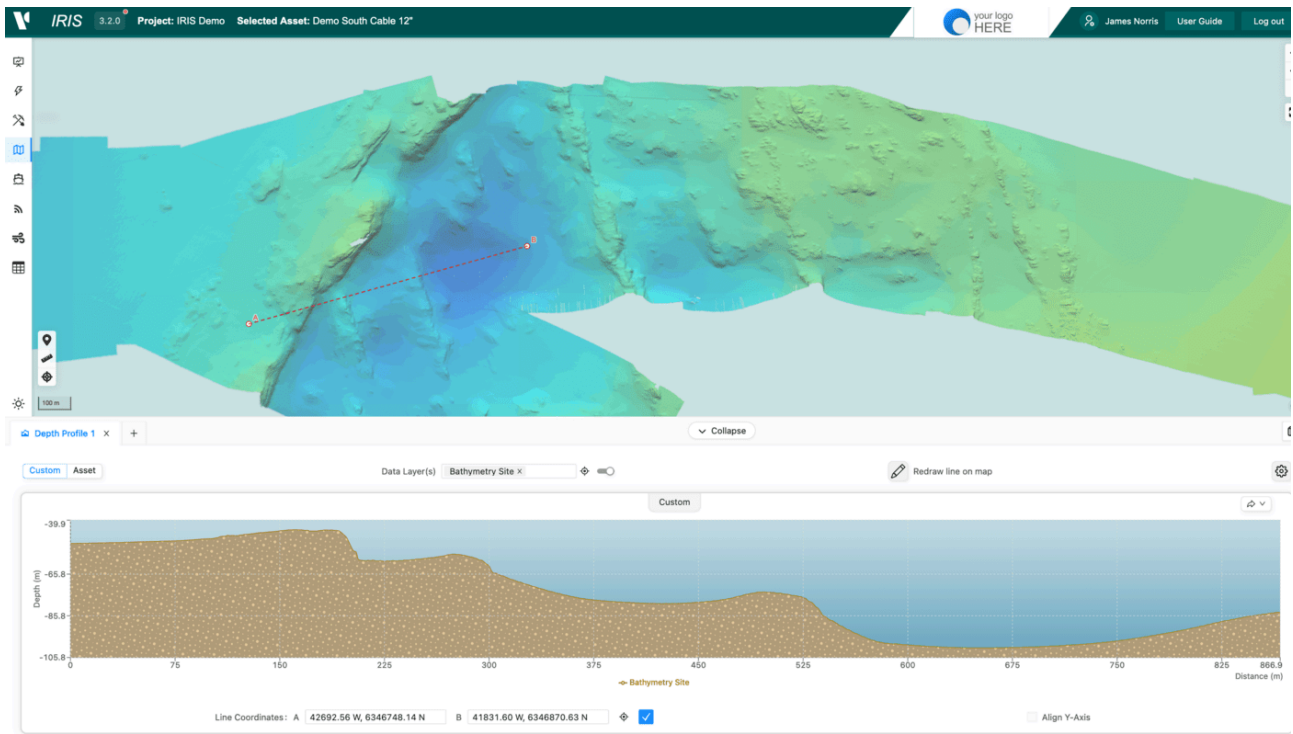 IRIS 3.2.0 Project: IRIS Demo Selected Asset: Demo South Cable 12" your logo HERE James Norris User Guide Log out
B
A
100 m
Depth Profile 1 × + Collapse
Custom Asset Data Layer(s) Bathymetry Site × Redraw line on map
Custom
Depth (m)
-39.9
-65.8
-85.8
-105.8
0 75 150 225 300 375 450 525 600 675 750 825 866.9
Distance (m)
Bathymetry Site
Line Coordinates: A 42692.56 W, 6346748.14 N B 41831.60 W, 6346870.63 N Align Y-Axis